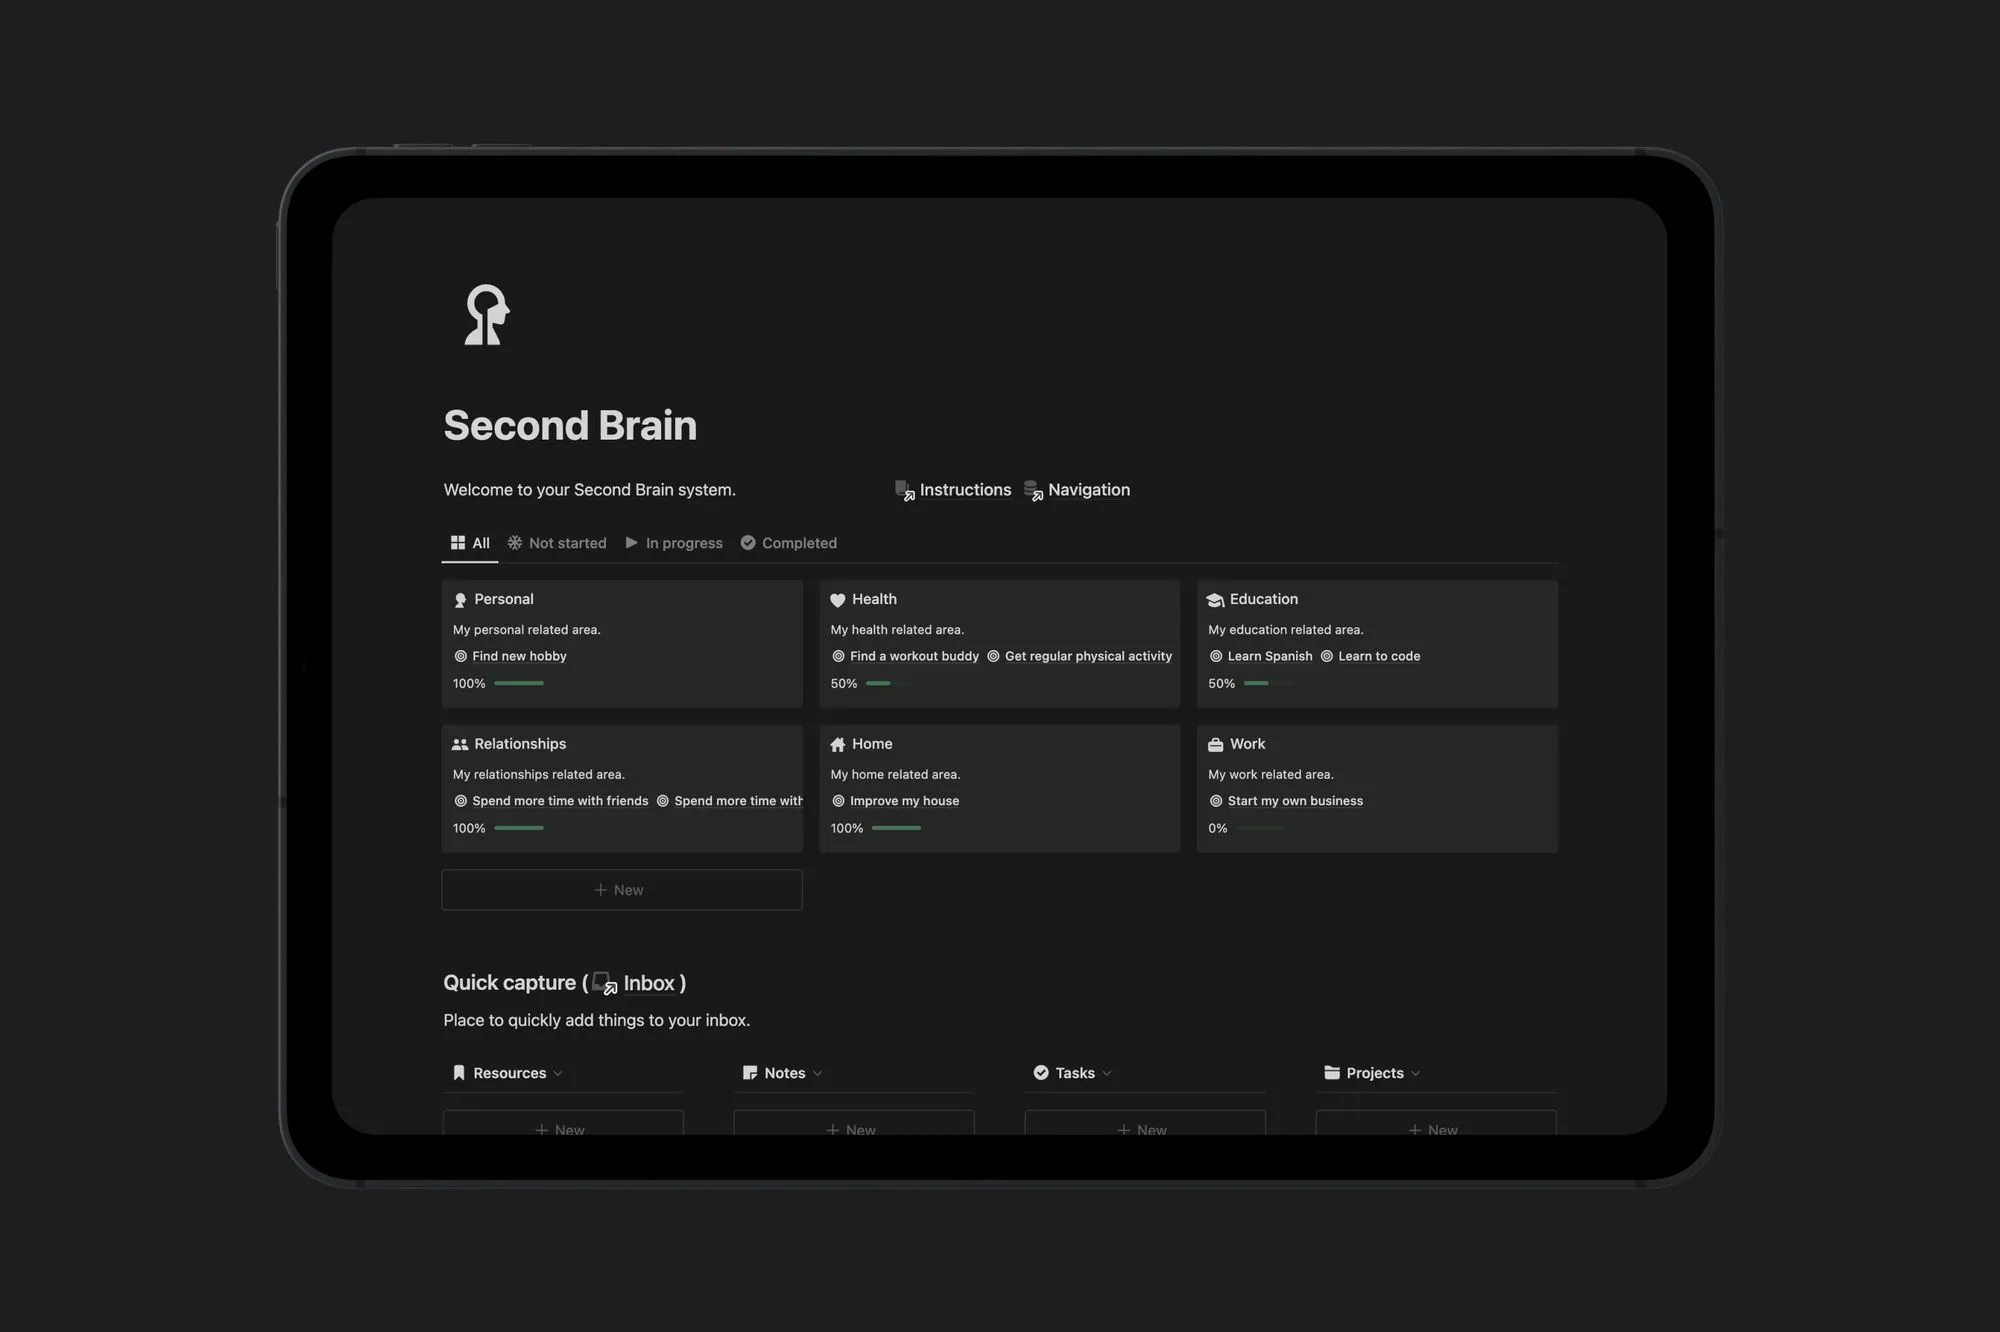 Second Brain
Welcome to your Second Brain system.
Instructions Navigation
All Not started In progress Completed
Personal
My personal related area.
Find new hobby
100%
Health
My health related area.
Find a workout buddy Get regular physical activity
50%
Education
My education related area.
Learn Spanish Learn to code
50%
Relationships
My relationships related area.
Spend more time with friends Spend more time with
100%
Home
My home related area.
Improve my house
100%
Work
My work related area.
Start my own business
0%
+ New
Quick capture ( Inbox )
Place to quickly add things to your inbox.
Resources Notes Tasks Projects
+ New + New + New + New